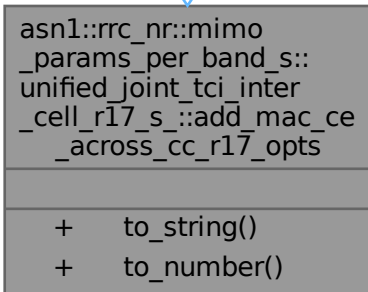 asn1::rrc_nr::mimo
_params_per_band_s::
unified_joint_tci_inter
_cell_r17_s_::add_mac_ce
_across_cc_r17_opts
+ to_string()
+ to_number()